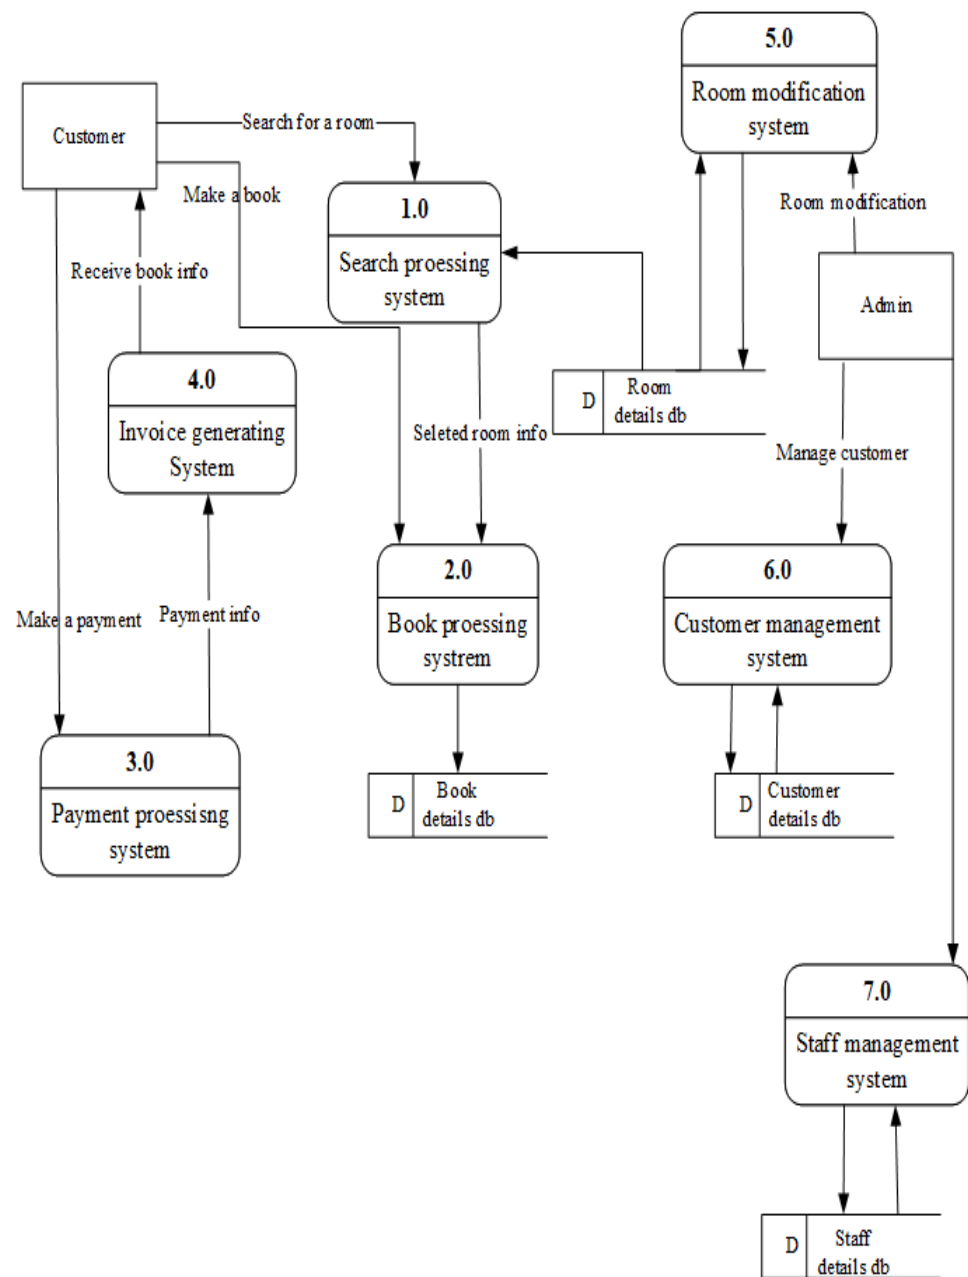 5.0
Room modification
system
Customer
Search for a room
Make a book
1.0
Search proessing
system
Room modification
Admin
Receive book info
4.0
Invoice generating
System
D
Room
details db
Seleted room info
Manage customer
2.0
Book proessing
systrem
6.0
Customer management
system
Make a payment
Payment info
3.0
Payment proessisng
system
D
Book
details db
D
Customer
details db
7.0
Staff management
system
D
Staff
details db